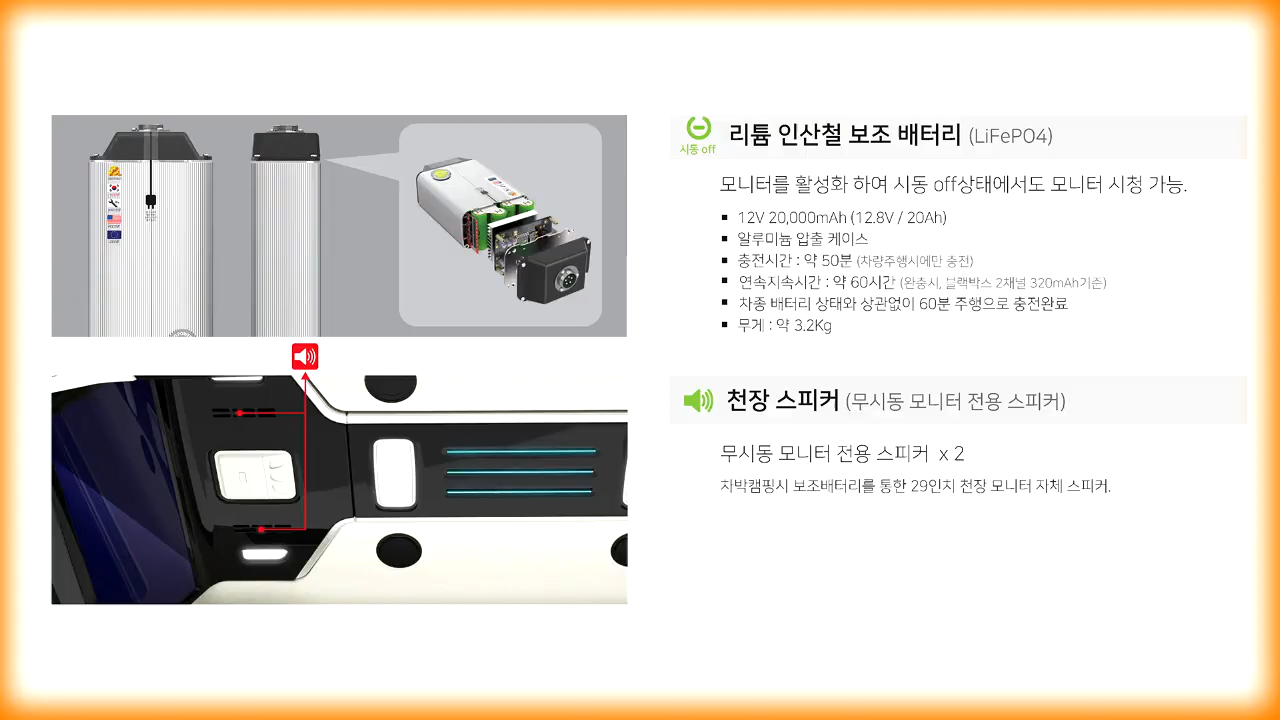 시동 off
리튬 인산철 보조 배터리 (LiFePO4)
모니터를 활성화 하여 시동 off상태에서도 모니터 시청 가능.
12V 20,000mAh (12.8V / 20Ah)
알루미늄 압출 케이스
충전시간 : 약 50분 (차량주행시에만 충전)
연속지속시간 : 약 60시간 (완충시, 블랙박스 2채널 320mAh기준)
차종 배터리 상태와 상관없이 60분 주행으로 충전완료
무게 : 약 3.2Kg
천장 스피커 (무시동 모니터 전용 스피커)
무시동 모니터 전용 스피커 x 2
차박캠핑시 보조배터리를 통한 29인치 천장 모니터 자체 스피커.